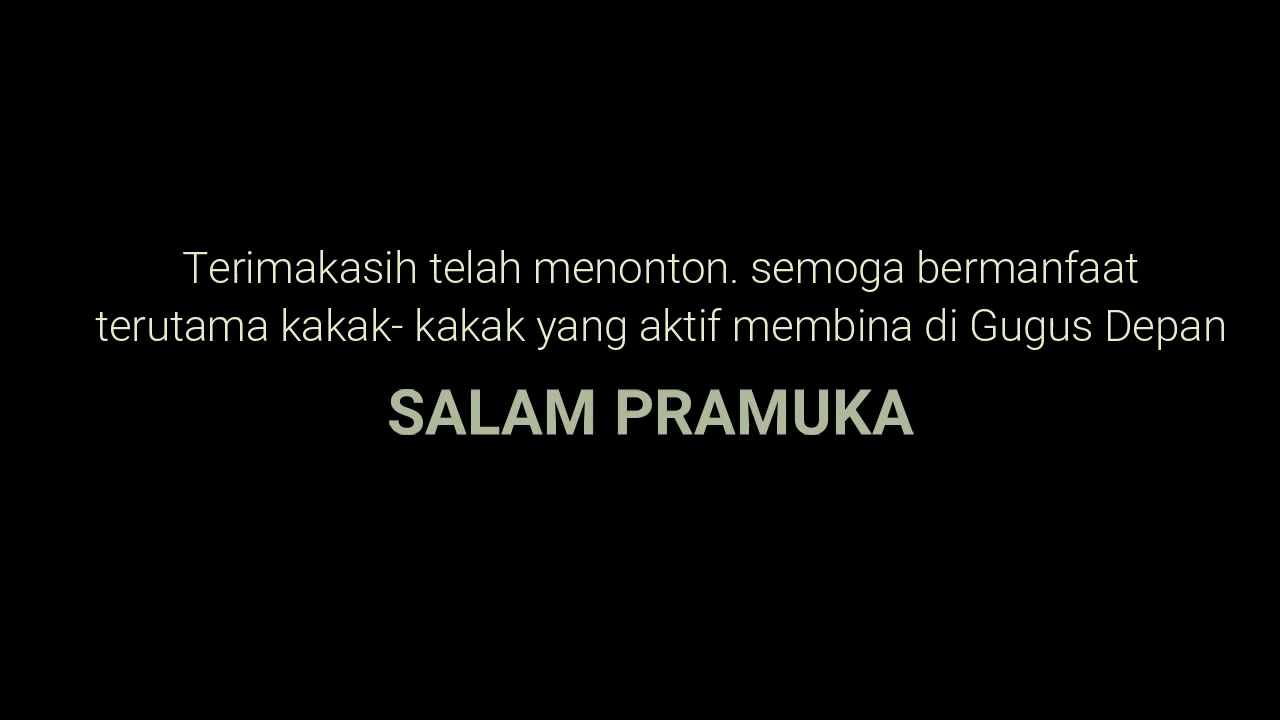 Terimakasih telah menonton. semoga bermanfaat
terutama kakak- kakak yang aktif membina di Gugus Depan
SALAM PRAMUKA